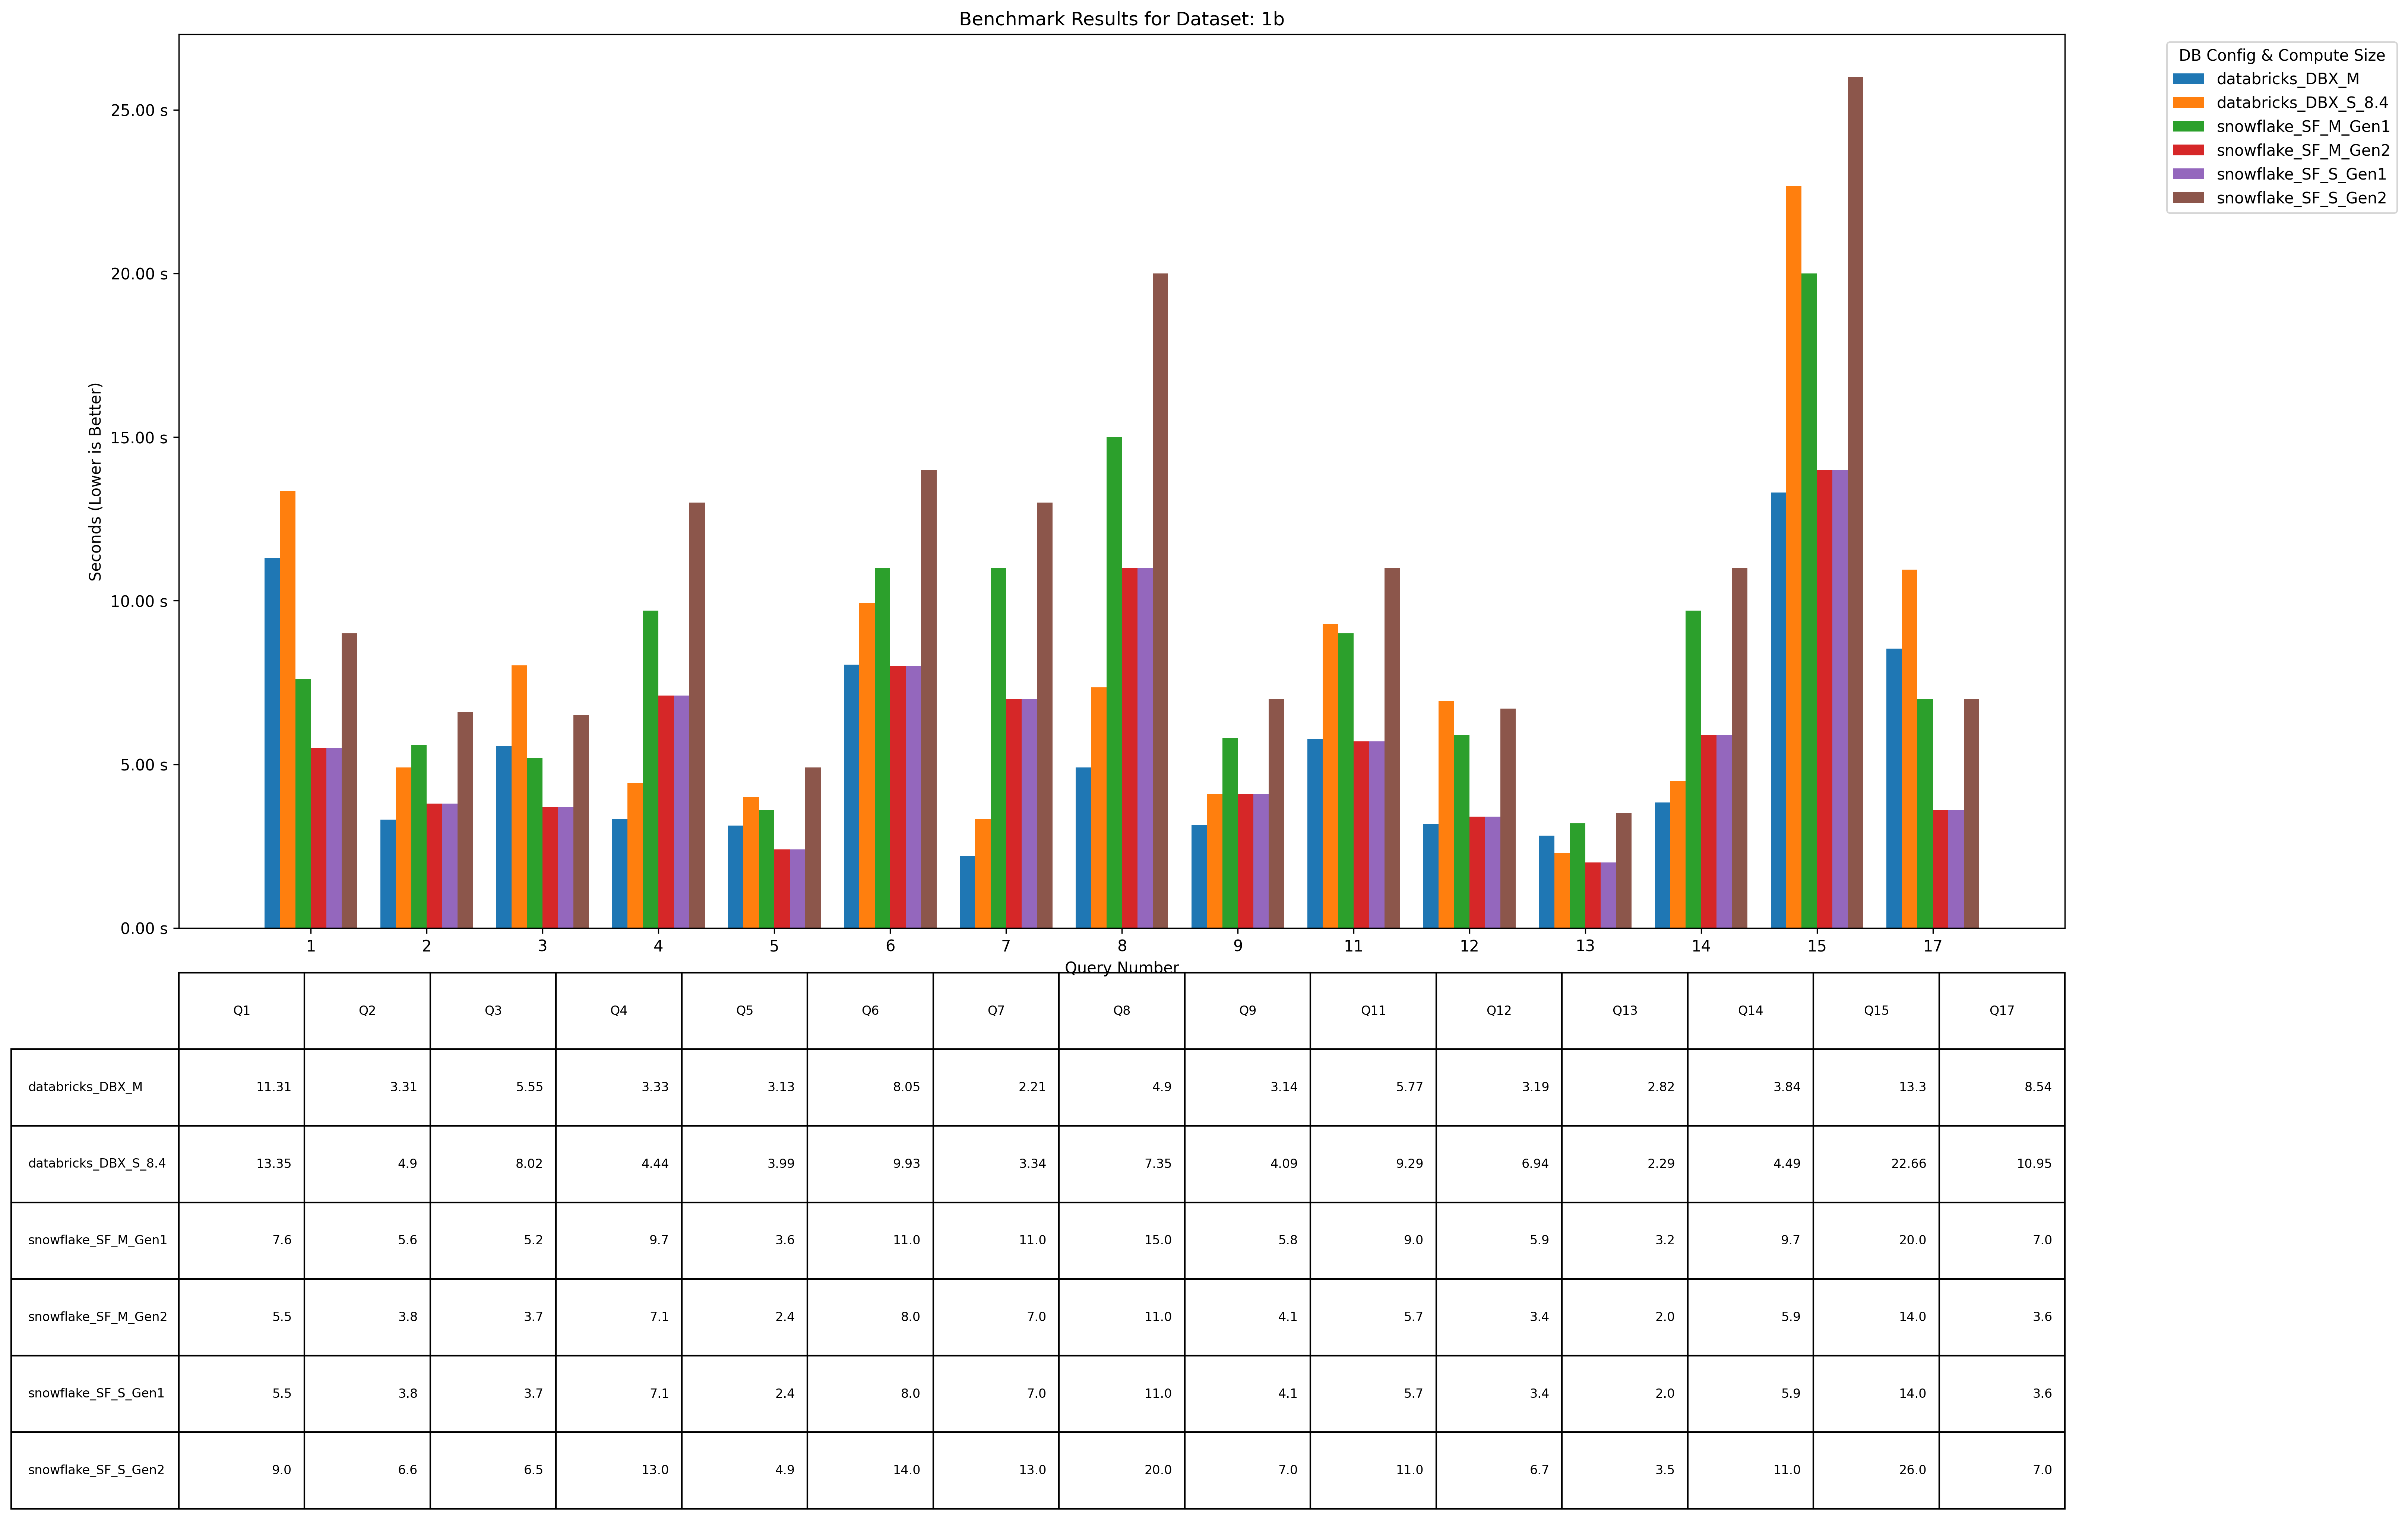 Benchmark Results for Dataset: 1b
DB Config & Compute Size
databricks_DBX_M
databricks_DBX_S_8.4
snowflake_SF_M_Gen1
snowflake_SF_M_Gen2
snowflake_SF_S_Gen1
snowflake_SF_S_Gen2
Seconds (Lower is Better)
25.00 s
20.00 s
15.00 s
10.00 s
5.00 s
0.00 s
1 2 3 4 5 6 7 8 9 11 12 13 14 15 17
Query Number
Q1 Q2 Q3 Q4 Q5 Q6 Q7 Q8 Q9 Q11 Q12 Q13 Q14 Q15 Q17
databricks_DBX_M 11.31 3.31 5.55 3.33 3.13 8.05 2.21 4.9 3.14 5.77 3.19 2.82 3.84 13.3 8.54
databricks_DBX_S_8.4 13.35 4.9 8.02 4.44 3.99 9.93 3.34 7.35 4.09 9.29 6.94 2.29 4.49 22.66 10.95
snowflake_SF_M_Gen1 7.6 5.6 5.2 9.7 3.6 11.0 11.0 15.0 5.8 9.0 5.9 3.2 9.7 20.0 7.0
snowflake_SF_M_Gen2 5.5 3.8 3.7 7.1 2.4 8.0 7.0 11.0 4.1 5.7 3.4 2.0 5.9 14.0 3.6
snowflake_SF_S_Gen1 5.5 3.8 3.7 7.1 2.4 8.0 7.0 11.0 4.1 5.7 3.4 2.0 5.9 14.0 3.6
snowflake_SF_S_Gen2 9.0 6.6 6.5 13.0 4.9 14.0 13.0 20.0 7.0 11.0 6.7 3.5 11.0 26.0 7.0